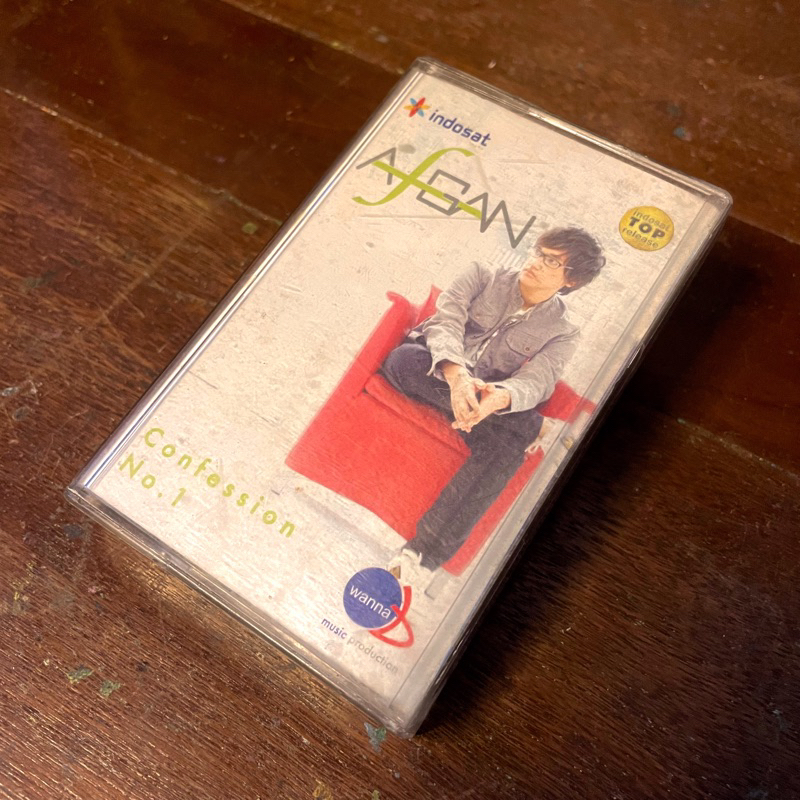 indosat
AfGAN
indosat
TOP
release
Confession
No.1
wanna b
music production